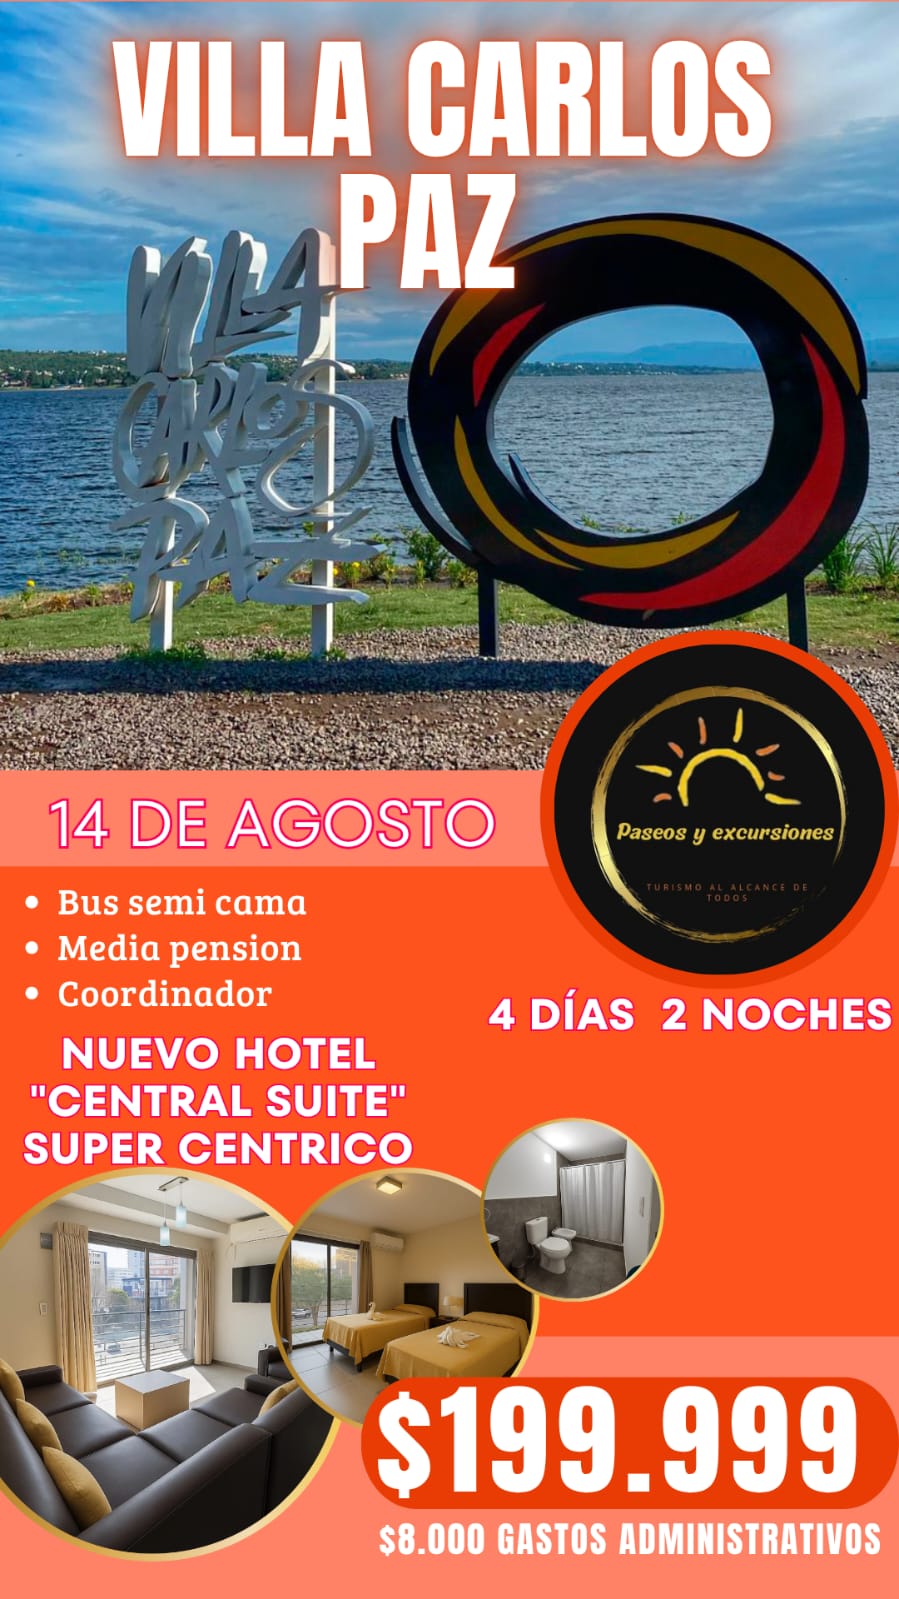 VILLA CARLOS
PAZ
VILLA
CARLOS
PAZ
14 DE AGOSTO
Paseos y excursiones
TURISMO AL ALCANCE DE
TODOS
• Bus semi cama
• Media pension
• Coordinador
4 DÍAS 2 NOCHES
NUEVO HOTEL
"CENTRAL SUITE"
SUPER CENTRICO
$199.999
$8.000 GASTOS ADMINISTRATIVOS